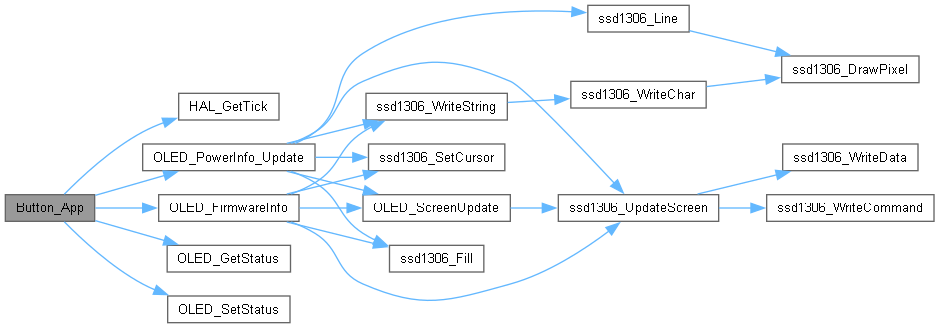 ssd1306_Line
ssd1306_DrawPixel
HAL_GetTick
ssd1306_WriteString
ssd1306_WriteChar
OLED_PowerInfo_Update
ssd1306_SetCursor
ssd1306_WriteData
Button_App
OLED_FirmwareInfo
OLED_ScreenUpdate
ssd1306_UpdateScreen
ssd1306_WriteCommand
OLED_GetStatus
ssd1306_Fill
OLED_SetStatus